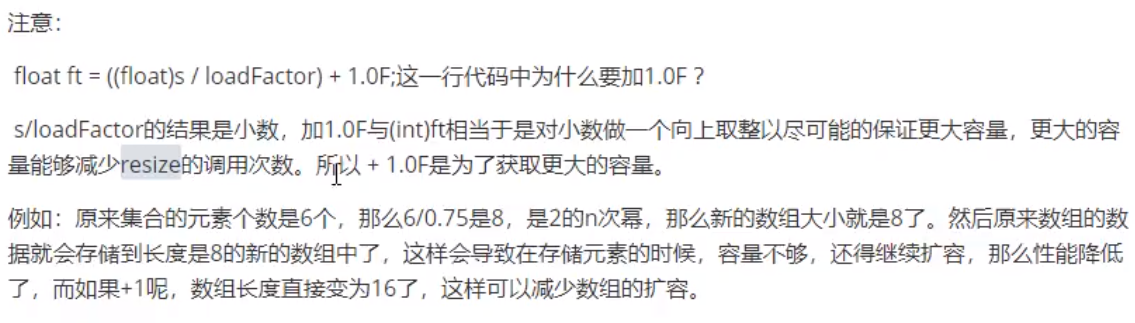 注意：
float ft = ((float)s / loadFactor) + 1.0F;这一行代码中为什么要加1.0F ？
s/loadFactor的结果是小数，加1.0F与(int)ft相当于是对小数做一个向上取整以尽可能的保证更大容量，更大的容
量能够减少resize的调用次数。所以 + 1.0F是为了获取更大的容量。
例如：原来集合的元素个数是6个，那么6/0.75是8，是2的n次幂，那么新的数组大小就是8了。然后原来数组的数
据就会存储到长度是8的新的数组中了，这样会导致在存储元素的时候，容量不够，还得继续扩容，那么性能降低
了，而如果+1呢，数组长度直接变为16了，这样可以减少数组的扩容。